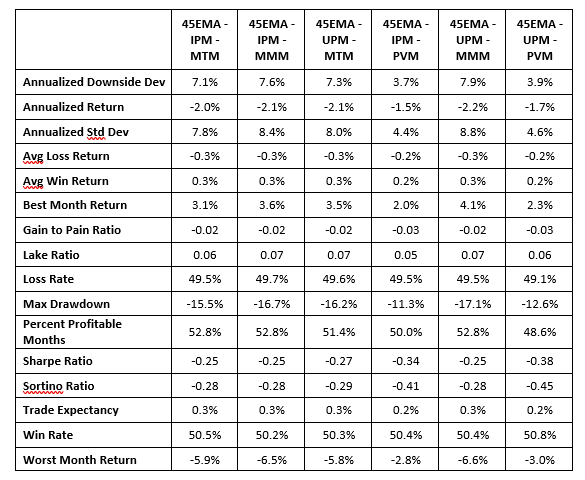 45EMA - 45EMA - 45EMA - 45EMA - 45EMA - 45EMA -
IPM - IPM - UPM - IPM - UPM - UPM -
MTM MMM MTM PVM MMM PVM
Annualized Downside Dev 7.1% 7.6% 7.3% 3.7% 7.9% 3.9%
Annualized Return -2.0% -2.1% -2.1% -1.5% -2.2% -1.7%
Annualized Std Dev 7.8% 8.4% 8.0% 4.4% 8.8% 4.6%
Avg Loss Return -0.3% -0.3% -0.3% -0.2% -0.3% -0.2%
Avg Win Return 0.3% 0.3% 0.3% 0.2% 0.3% 0.2%
Best Month Return 3.1% 3.6% 3.5% 2.0% 4.1% 2.3%
Gain to Pain Ratio -0.02 -0.02 -0.02 -0.03 -0.02 -0.03
Lake Ratio 0.06 0.07 0.07 0.05 0.07 0.06
Loss Rate 49.5% 49.7% 49.6% 49.5% 49.5% 49.1%
Max Drawdown -15.5% -16.7% -16.2% -11.3% -17.1% -12.6%
Percent Profitable
Months 52.8% 52.8% 51.4% 50.0% 52.8% 48.6%
Sharpe Ratio -0.25 -0.25 -0.27 -0.34 -0.25 -0.38
Sortino Ratio -0.28 -0.28 -0.29 -0.41 -0.28 -0.45
Trade Expectancy 0.3% 0.3% 0.3% 0.2% 0.3% 0.2%
Win Rate 50.5% 50.2% 50.3% 50.4% 50.4% 50.8%
Worst Month Return -5.9% -6.5% -5.8% -2.8% -6.6% -3.0%